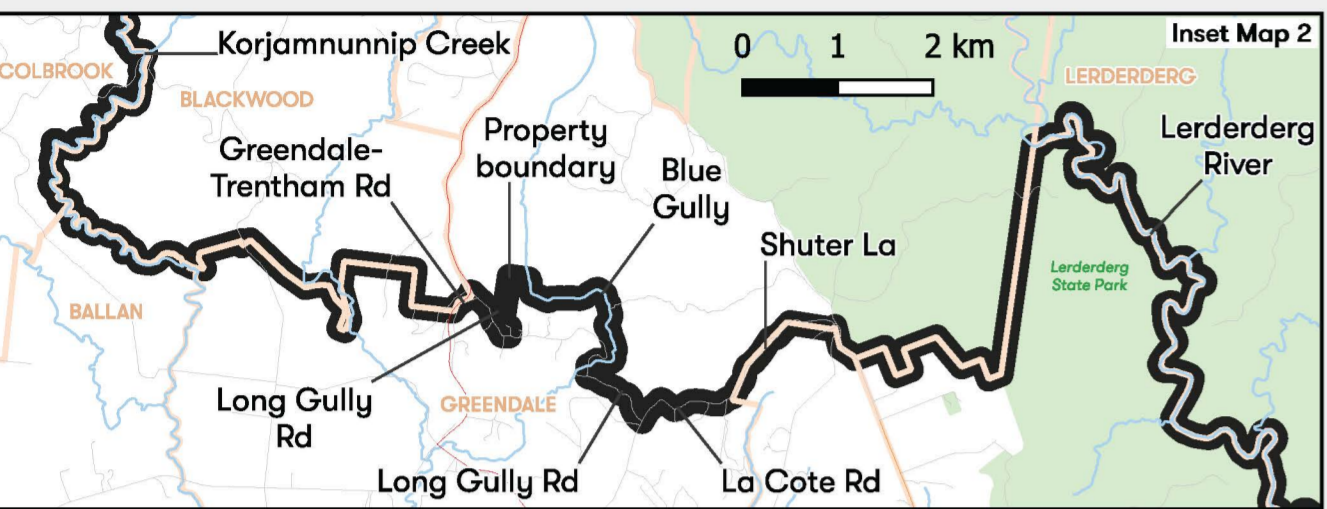 Inset Map 2
Korjamnunnip Creek
0 1 2 km
COLBROOK
BLACKWOOD
LERDERDERG
Greendale-
Trentham Rd
Property
boundary
Blue
Gully
Lerderderg
River
Shuter La
Lerderderg
State Park
BALLAN
Long Gully
Rd
GREENDALE
Long Gully Rd
La Cote Rd